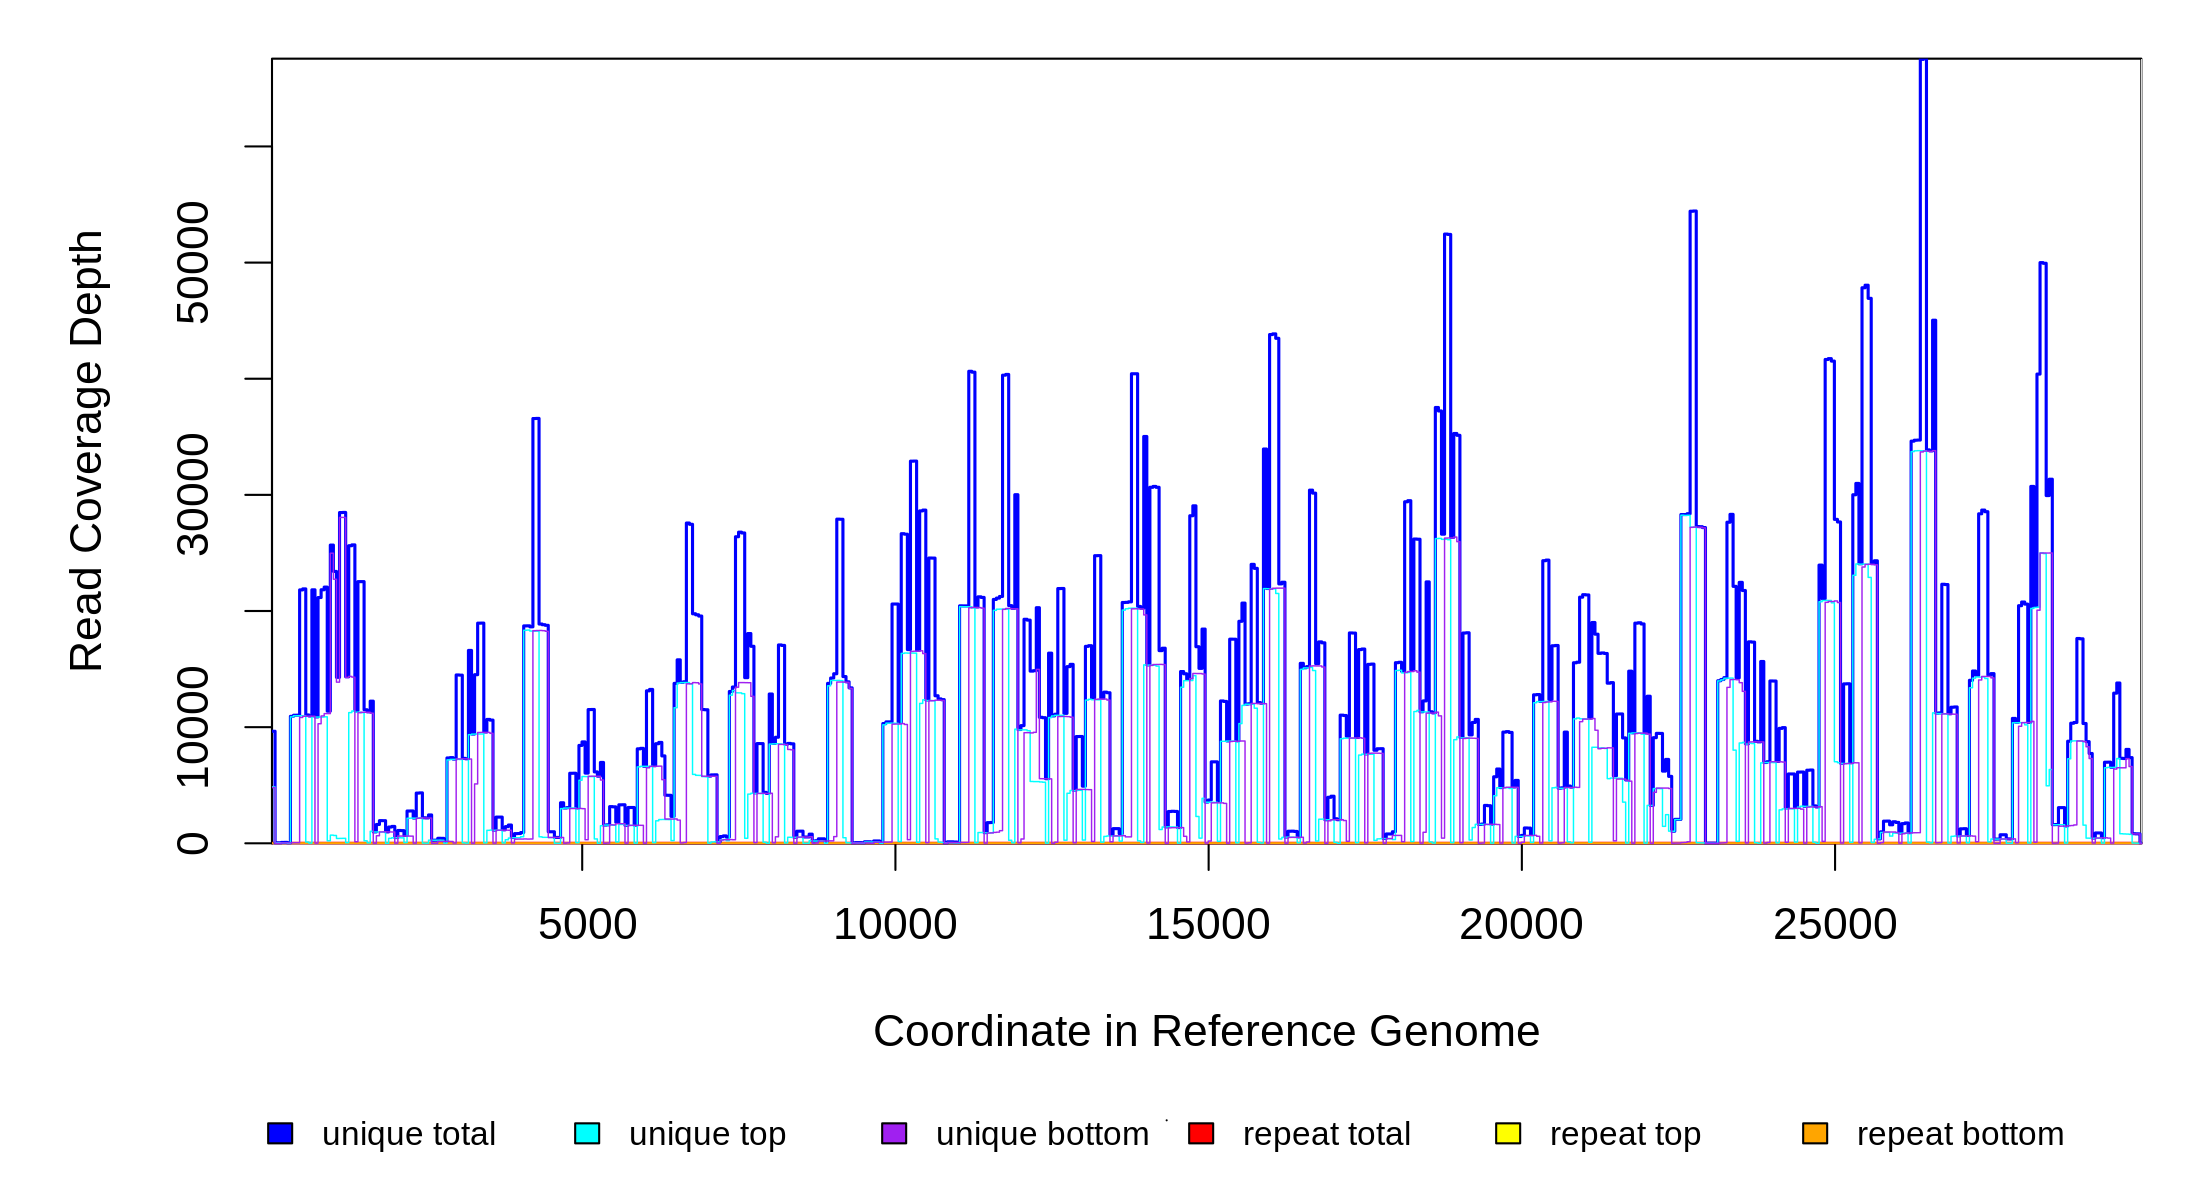 Read Coverage Depth
50000
30000
10000
0
5000 10000 15000 20000 25000
Coordinate in Reference Genome
unique total unique top unique bottom repeat total repeat top repeat bottom